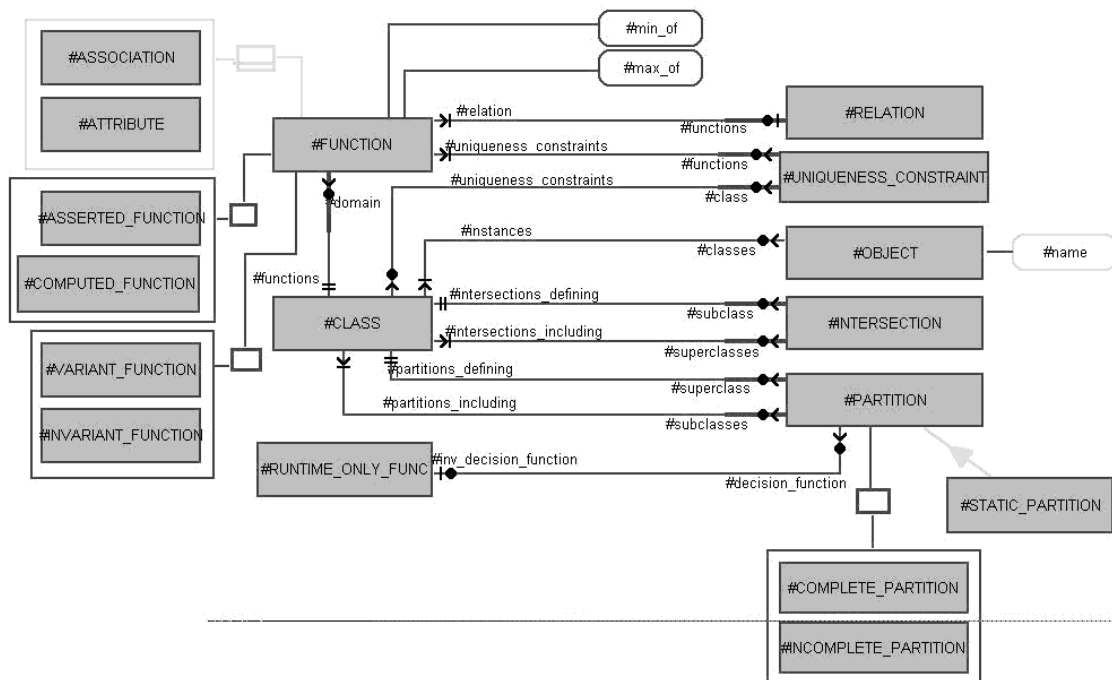 #min_of
#ASSOCIATION
#max_of
#ATTRIBUTE
#relation
#RELATION
#functions
#FUNCTION
#uniqueness_constraints
#functions
#uniqueness_constraints
#UNIQUENESS_CONSTRAINT
#class
#domain
#ASSERTED_FUNCTION
#instances
#classes
#OBJECT
#name
#COMPUTED_FUNCTION
#functions
#intersections_defining
#subclass
#CLASS
#INTERSECTION
#intersections_including
#superclasses
#VARIANT_FUNCTION
#partitions_defining
#superclass
#PARTITION
#partitions_including
#subclasses
#INVARIANT_FUNCTION
#RUNTIME_ONLY_FUNC
#inv_decision_function
#decision_function
#STATIC_PARTITION
#COMPLETE_PARTITION
#INCOMPLETE_PARTITION